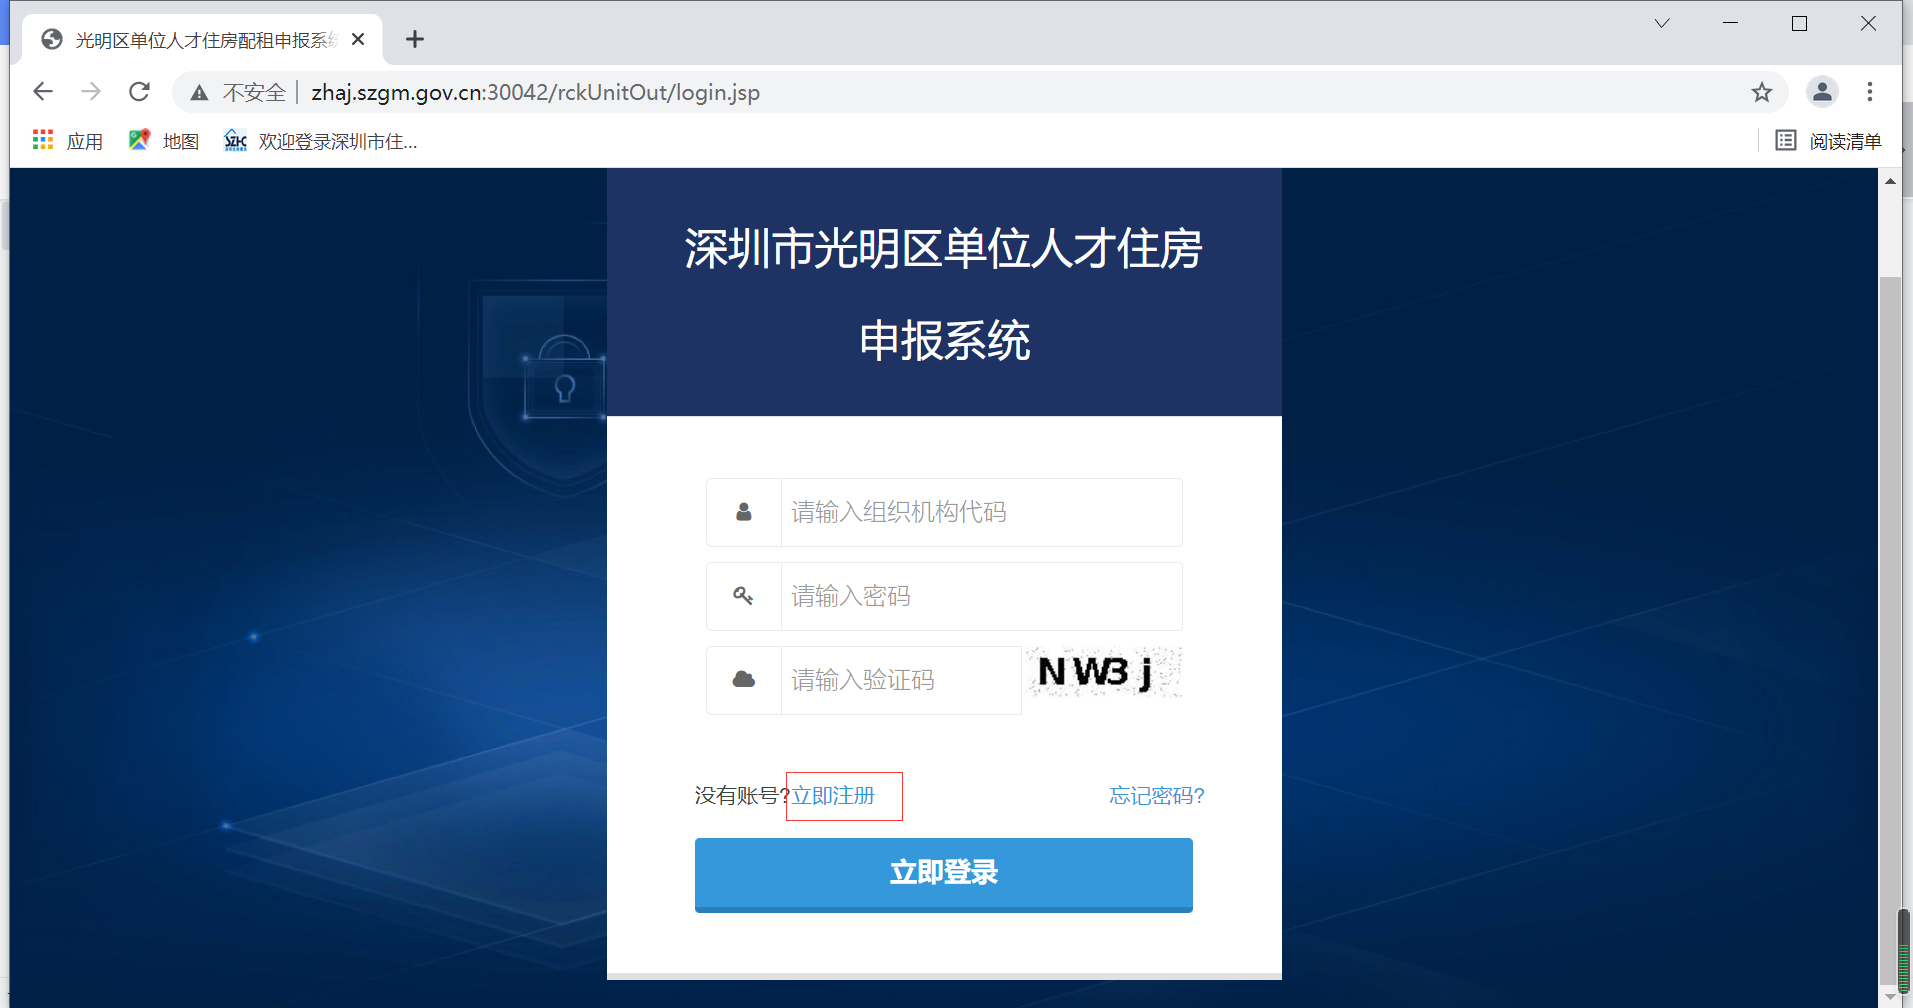 光明区单位人才住房配租申报系
不安全
zhaj.szgm.gov.cn:30042/rckUnitOut/login.jsp
应用
地图
欢迎登录深圳市住...
阅读清单
深圳市光明区单位人才住房
申报系统
请输入组织机构代码
请输入密码
请输入验证码
NW3j
没有账号?立即注册
忘记密码?
立即登录